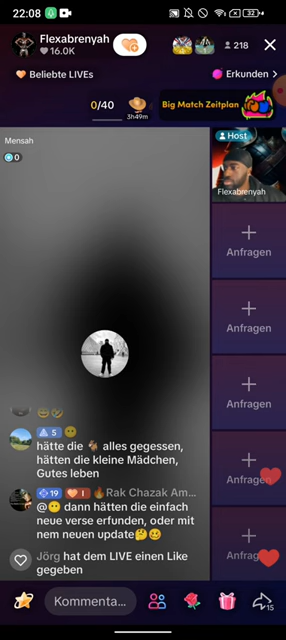 22:08
32
Flexabrenyah
16.0K
218
Beliebte LIVEs
Erkunden
0/40
3h49m
Big Match Zeitplan
Mensah
0
Host
Flexabrenyah
Anfragen
Anfragen
Anfragen
Anfragen
Anfragen
5
hätte die 🐐 alles gegessen,
hätten die kleine Mädchen,
Gutes leben
19 1 🔥Rak Chazak Am...
@😶 dann hätten die einfach
neue verse erfunden, oder mit
nem neuen update🤔🥴
Jörg hat dem LIVE einen Like
gegeben
Kommenta...
15